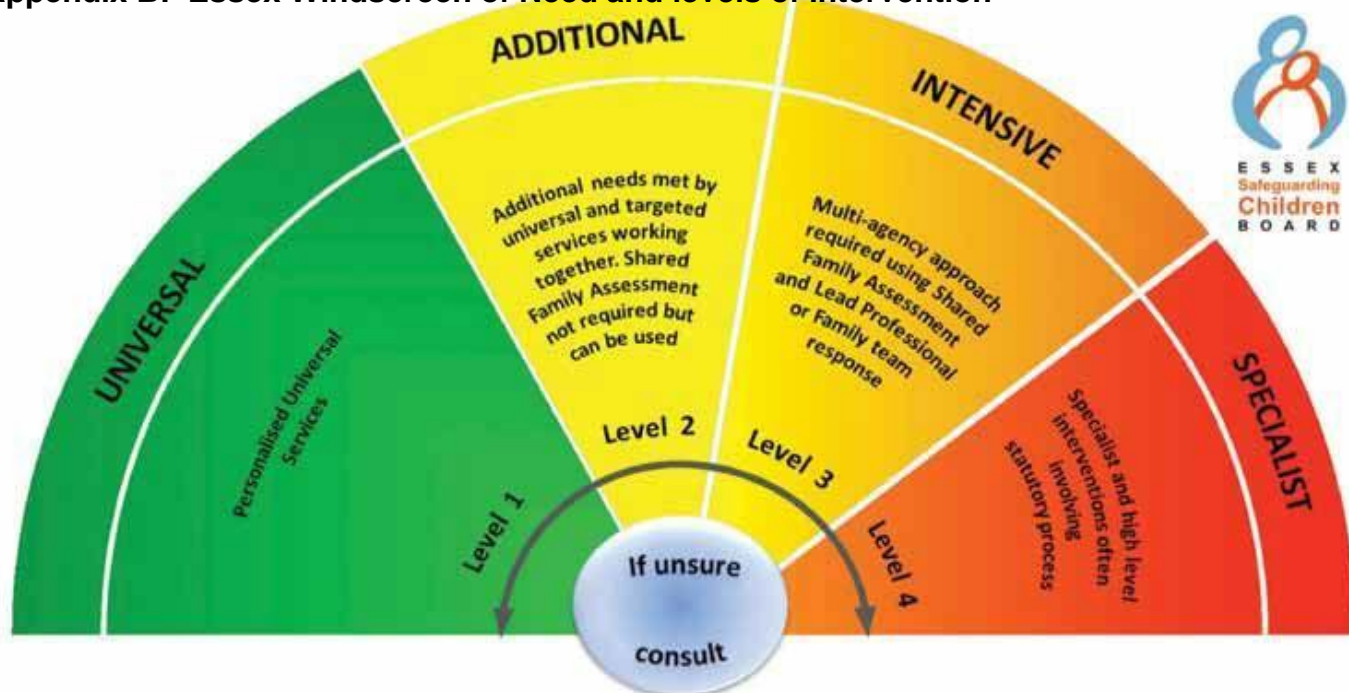 Appendix B: Essex Windscreen of Need and levels of intervention
UNIVERSAL
Personalised Universal
Services
Level 1
ADDITIONAL
Additional needs met by
universal and targeted
services working
together. Shared
Family Assessment
not required but
can be used
Level 2
INTENSIVE
Multi-agency approach
required using Shared
Family Assessment
and Lead Professional
or Family team
response
Level 3
SPECIALIST
Specialist and high level
interventions often
involving
statutory process
Level 4
If unsure
consult
ESSEX
Safeguarding
Children
BOARD